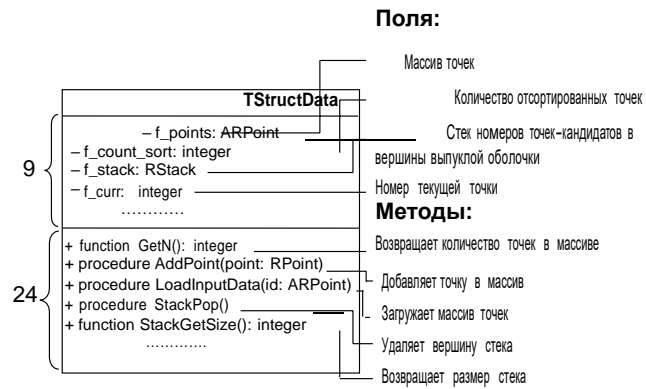 Поля:
Массив точек
TStructData
Количество отсортированных точек
– f_points: ARPoint
Стек номеров точек-кандидатов в
– f_count_sort: integer
вершины выпуклой оболочки
9
– f_stack: RStack
– f_curr: integer
Номер текущей точки
…………
Методы:
+ function GetN(): integer
Возвращает количество точек в массиве
+ procedure AddPoint(point: RPoint)
Добавляет точку в массив
+ procedure LoadInputData(id: ARPoint)
24
Загружает массив точек
+ procedure StackPop()
+ function StackGetSize(): integer
Удаляет вершину стека
………….
Возвращает размер стека